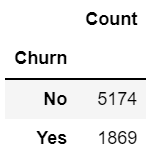 Count
Churn
No 5174
Yes 1869